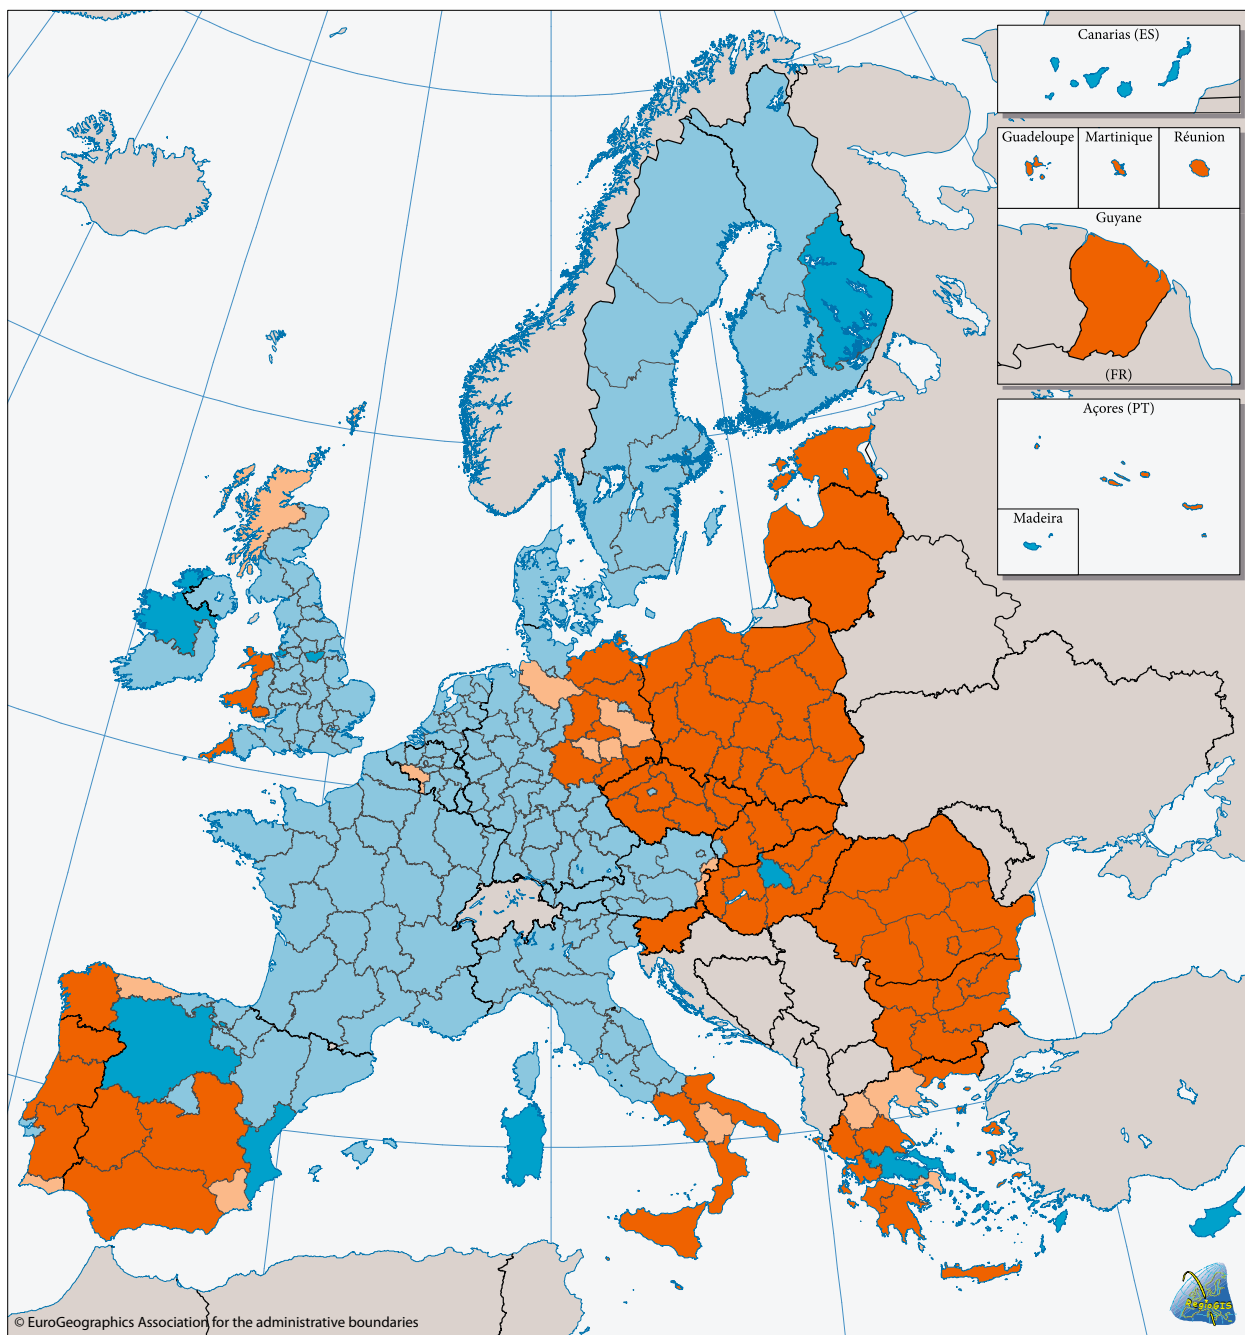 Canarias (ES)
Guadeloupe Martinique Réunion
Guyane
(FR)
Açores (PT)
Madeira
RegioGIS
© EuroGeographics Association for the administrative boundaries